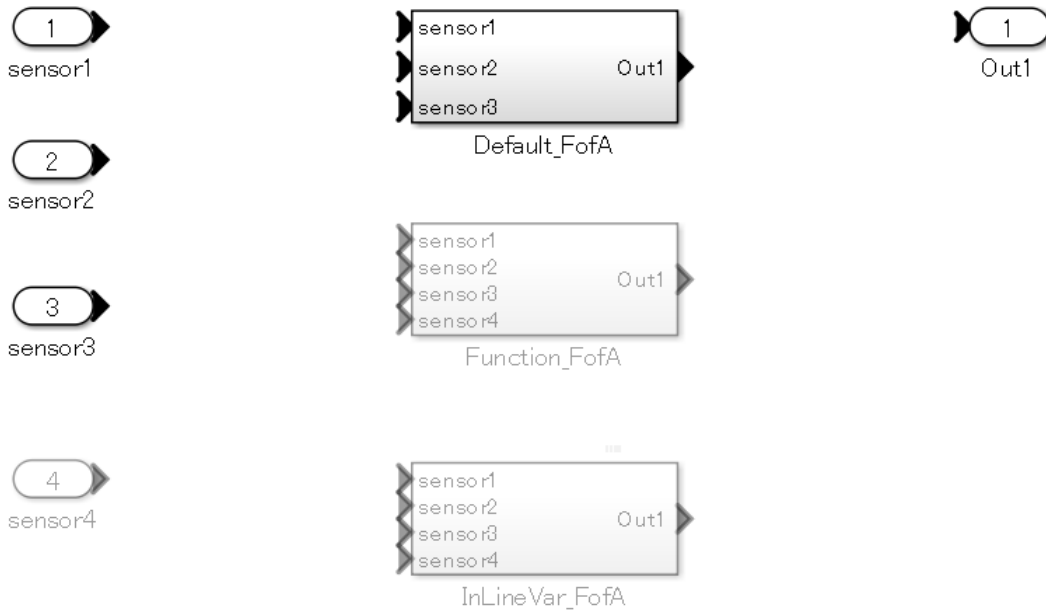 1
sensor1
2
sensor2
3
sensor3
4
sensor4
sensor1
sensor2
sensor3
Out1
Default_FofA
sensor1
sensor2
sensor3
sensor4
Out1
Function_FofA
sensor1
sensor2
sensor3
sensor4
Out1
InLineVar_FofA
1
Out1